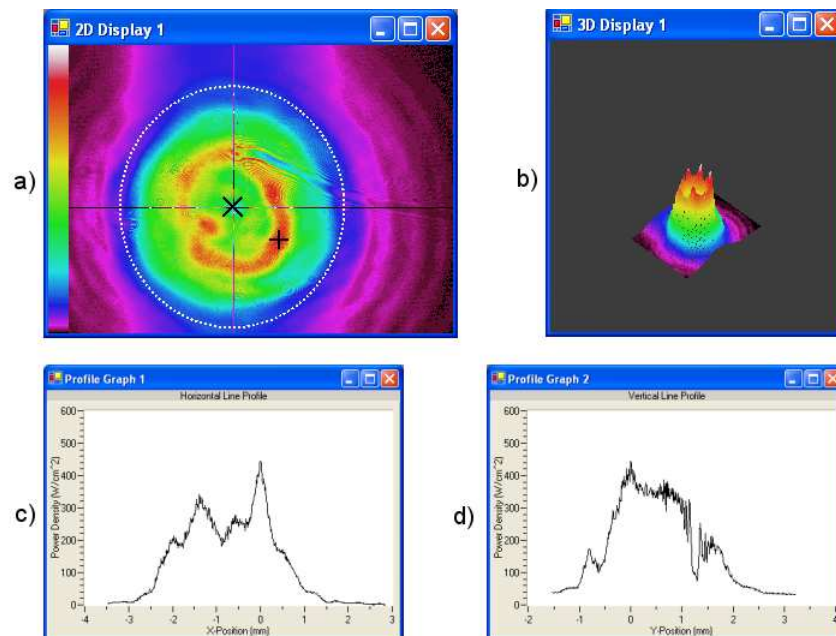 2D Display 1
3D Display 1
a)
b)
Profile Graph 1
Profile Graph 2
Horizontal Line Profile
Vertical Line Profile
c)
Power Density (W/cm^2)
600
500
400
300
200
100
0
-4
-3
-2
-1
0
1
2
3
X-Position (mm)
d)
Power Density (W/cm^2)
600
500
400
300
200
100
0
-2
-1
0
1
2
3
4
Y-Position (mm)